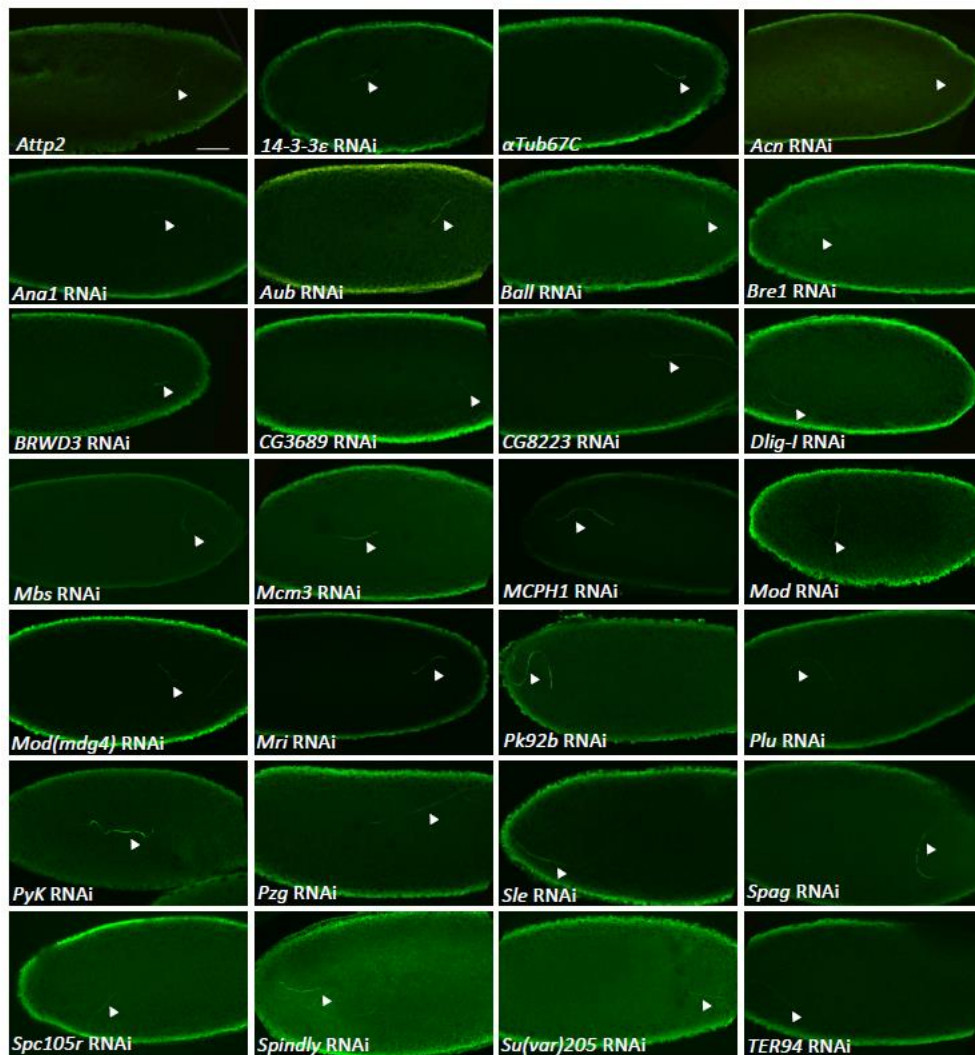 Attp2
14-3-3ε RNAi
αTub67C
Acn RNAi
Ana1 RNAi
Aub RNAi
Ball RNAi
Bre1 RNAi
BRWD3 RNAi
CG3689 RNAi
CG8223 RNAi
Dlig-I RNAi
Mbs RNAi
Mcm3 RNAi
MCPH1 RNAi
Mod RNAi
Mod(mdg4) RNAi
Mri RNAi
Pk92b RNAi
Plu RNAi
PyK RNAi
Pzg RNAi
Sle RNAi
Spag RNAi
Spc105r RNAi
Spindly RNAi
Su(var)205 RNAi
TER94 RNAi